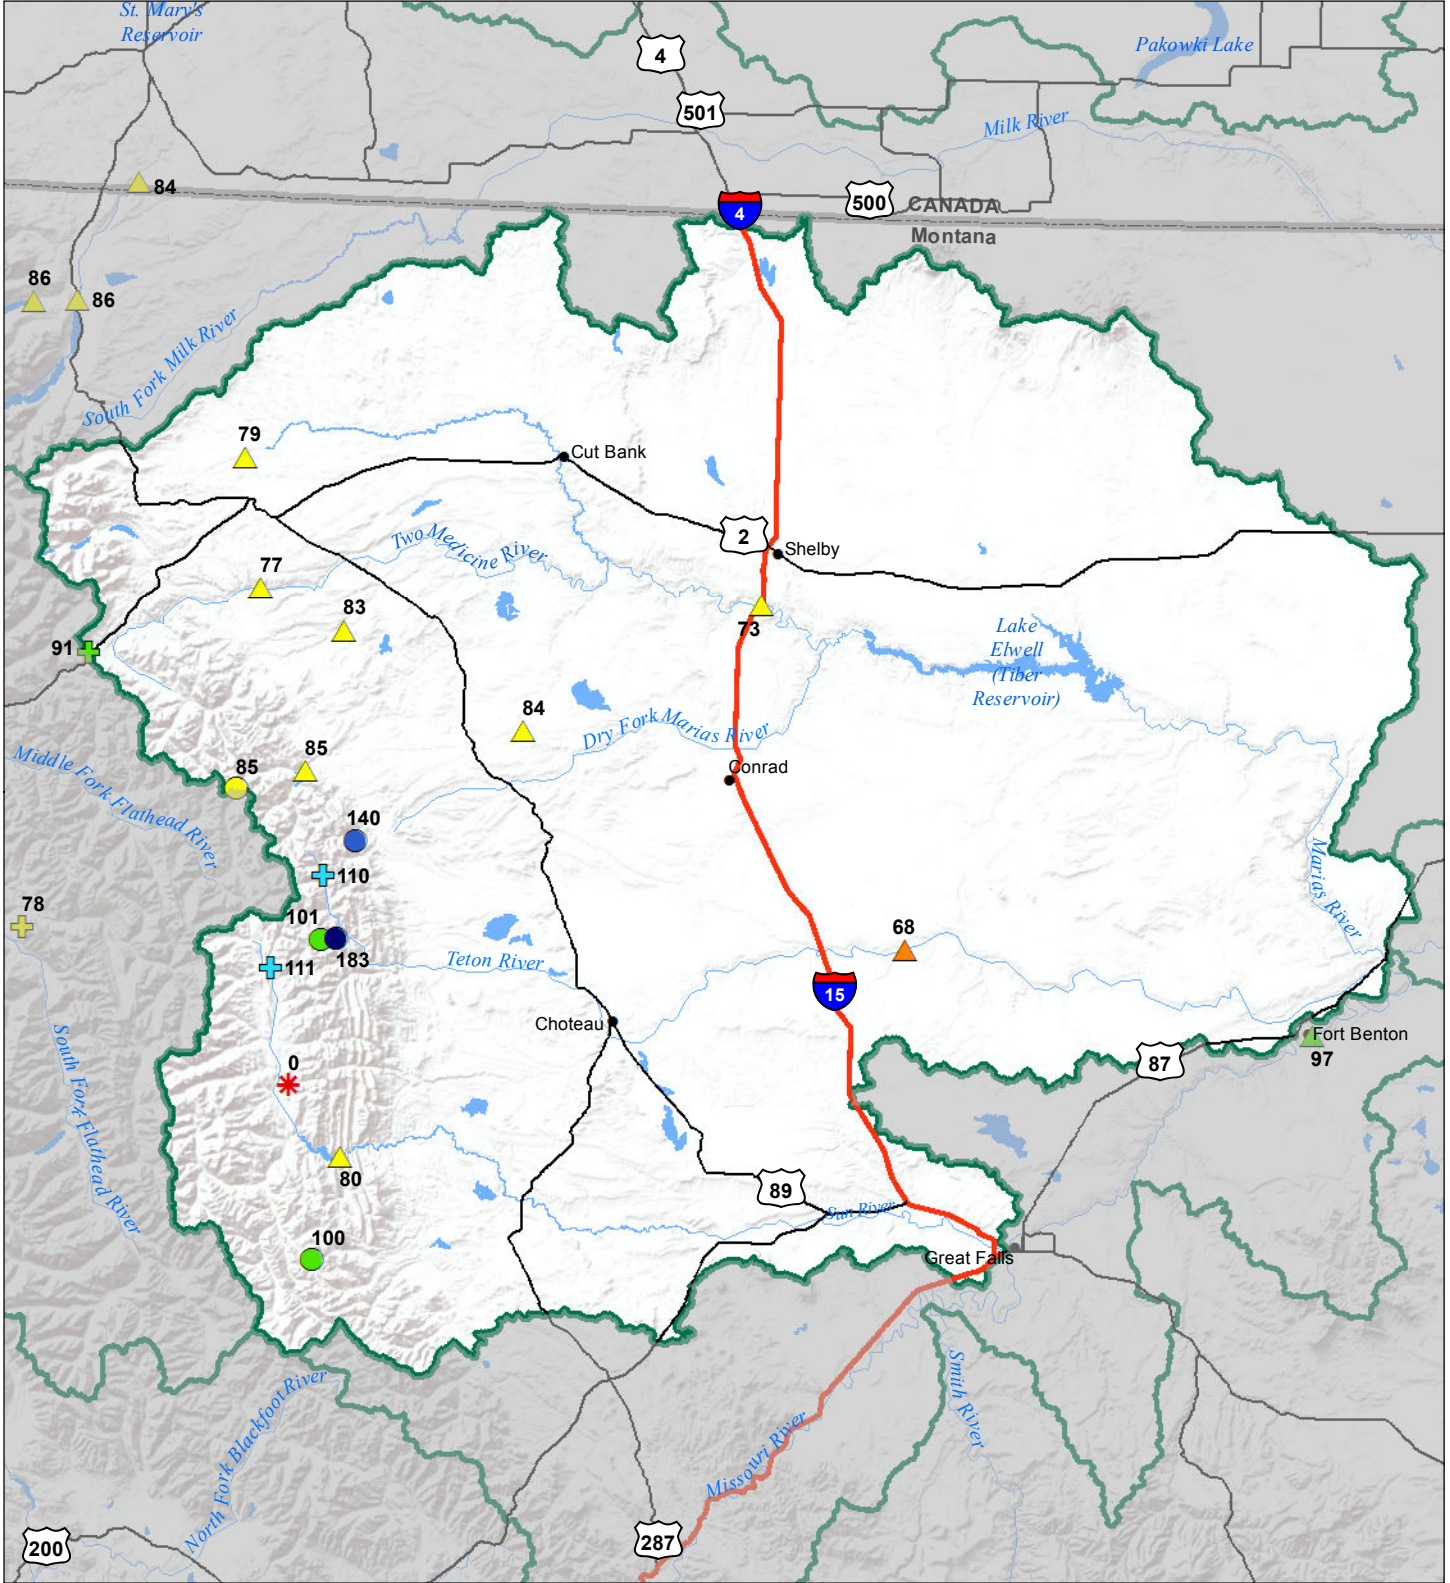 St. Mary's
Reservoir
4
Pakowki Lake
501
Milk River
84
500
CANADA
4
Montana
86
86
South Fork Milk River
79
Cut Bank
2
Shelby
Two Medicine River
77
83
73
91
Lake
Elwell
(Tiber
Reservoir)
84
Dry Fork Marias River
Middle Fork Flathead River
85
85
Conrad
140
110
Marias River
78
101
183
68
111
Teton River
15
Choteau
Fort Benton
97
87
South Fork Flathead River
0
80
89
Sun River
100
Great Falls
Smith River
North Fork Blackfoot River
Missouri River
200
287